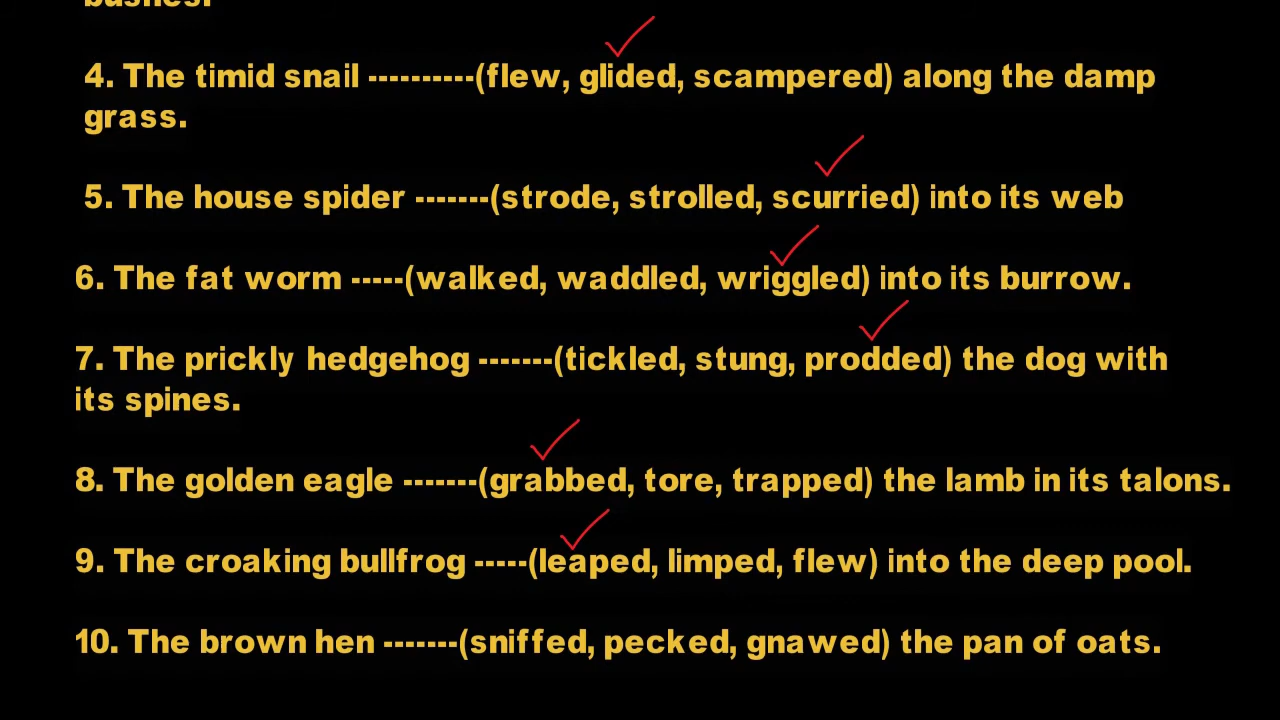 bushes.
4. The timid snail ----------(flew, glided, scampered) along the damp
grass.
5. The house spider -------(strode, strolled, scurried) into its web
6. The fat worm -----(walked, waddled, wriggled) into its burrow.
7. The prickly hedgehog -------(tickled, stung, prodded) the dog with
its spines.
8. The golden eagle -------(grabbed, tore, trapped) the lamb in its talons.
9. The croaking bullfrog -----(leaped, limped, flew) into the deep pool.
10. The brown hen -------(sniffed, pecked, gnawed) the pan of oats.